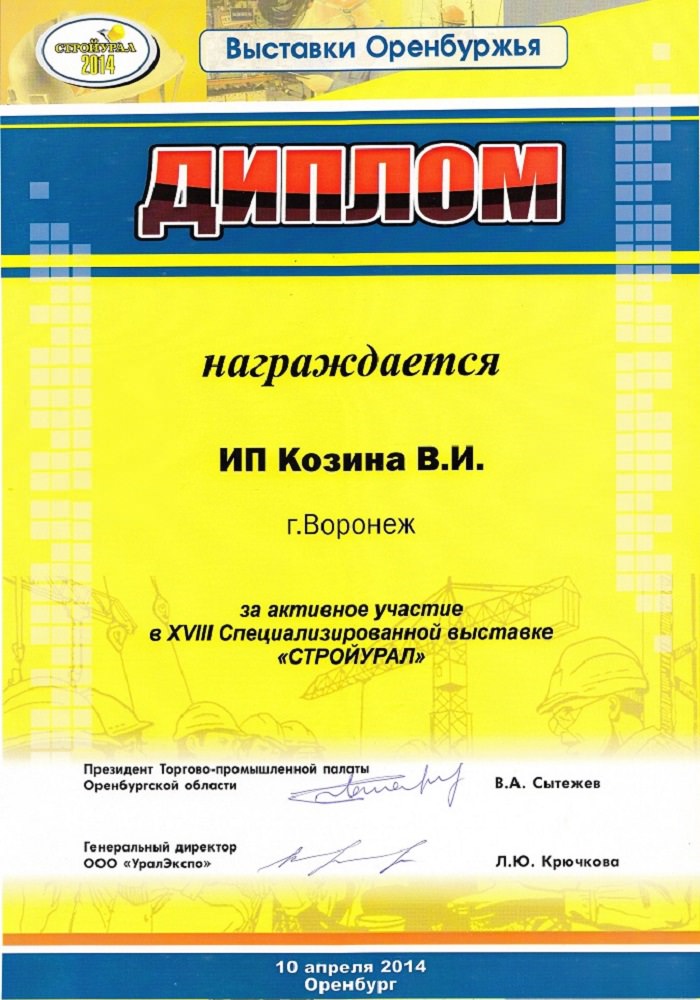 СТРОЙУРАЛ
2014
Выставки Оренбуржья
ДИПЛОМ
награждается
ИП Козина В.И.
г.Воронеж
за активное участие
в XVIII Специализированной выставке
«СТРОЙУРАЛ»
Президент Торгово-промышленной палаты
Оренбургской области
В.А. Сытежев
Генеральный директор
ООО «УралЭкспо»
Л.Ю. Крючкова
10 апреля 2014
Оренбург